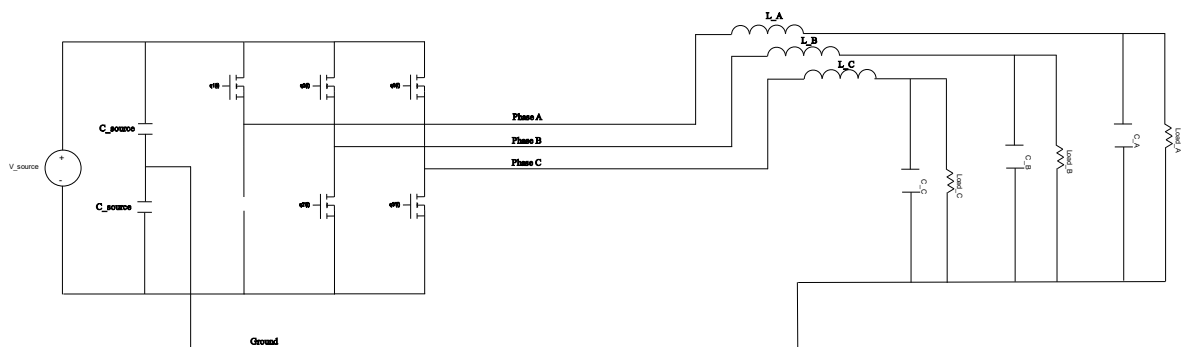 L_A
L_B
L_C
C_source
Phase A
Phase B
Phase C
V_source
+
-
C_source
C_C
Load_C
C_B
Load_B
C_A
Load_A
Ground